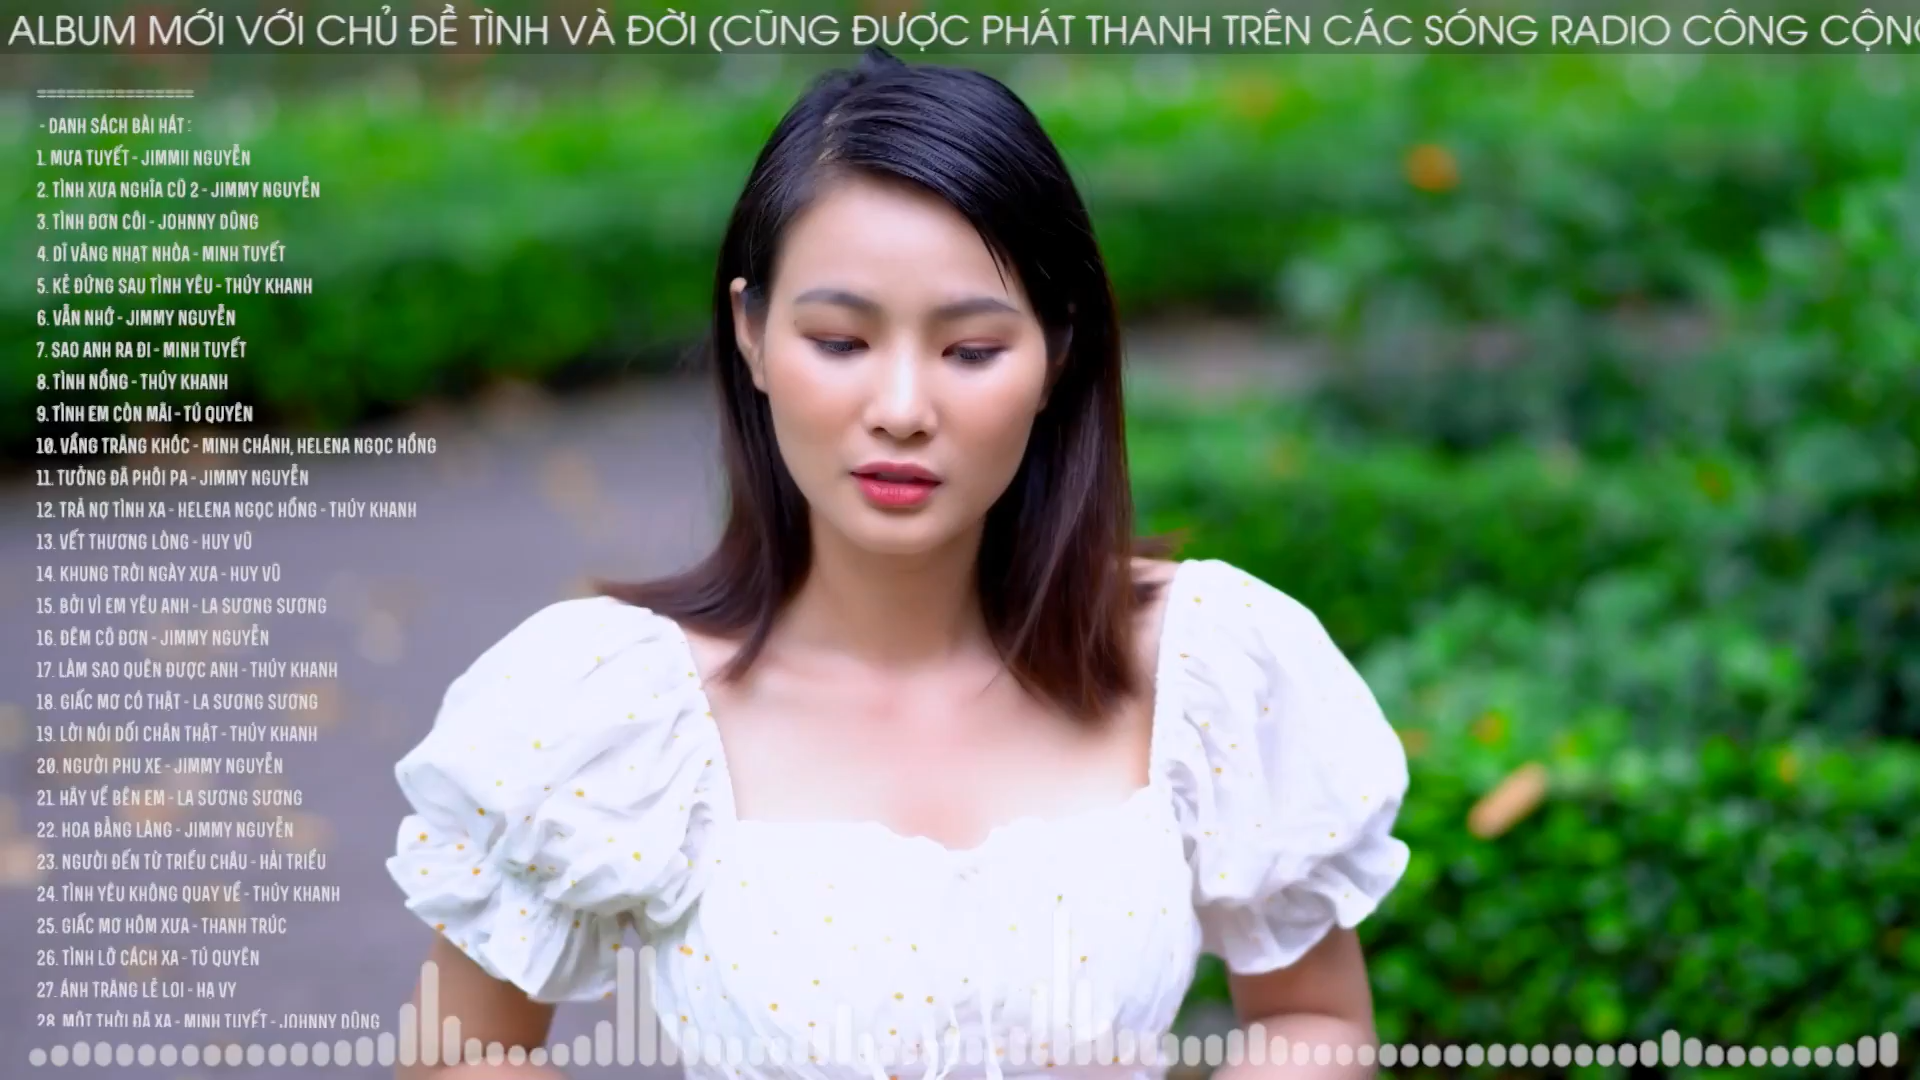 ALBUM MỚI VỚI CHỦ ĐỀ TÌNH VÀ ĐỜI (CŨNG ĐƯỢC PHÁT THANH TRÊN CÁC SÓNG RADIO CÔNG CỘNG
================
- DANH SÁCH BÀI HÁT :
1. MƯA TUYẾT - JIMMII NGUYỄN
2. TÌNH XƯA NGHĨA CŨ 2 - JIMMY NGUYỄN
3. TÌNH ĐƠN CÔI - JOHNNY DŨNG
4. DĨ VÃNG NHẠT NHÒA - MINH TUYẾT
5. KẺ ĐỨNG SAU TÌNH YÊU - THÚY KHANH
6. VẪN NHỚ - JIMMY NGUYỄN
7. SAO ANH RA ĐI - MINH TUYẾT
8. TÌNH NỒNG - THÚY KHANH
9. TÌNH EM CÒN MÃI - TÚ QUYÊN
10. VẦNG TRĂNG KHÓC - MINH CHÁNH, HELENA NGỌC HỒNG
11. TƯỞNG ĐÃ PHÔI PA - JIMMY NGUYỄN
12. TRẢ NỢ TÌNH XA - HELENA NGỌC HỒNG - THÚY KHANH
13. VẾT THƯƠNG LÒNG - HUY VŨ
14. KHUNG TRỜI NGÀY XƯA - HUY VŨ
15. BỞI VÌ EM YÊU ANH - LA SƯƠNG SƯƠNG
16. ĐÊM CÔ ĐƠN - JIMMY NGUYỄN
17. LÀM SAO QUÊN ĐƯỢC ANH - THÚY KHANH
18. GIẤC MƠ CÓ THẬT - LA SƯƠNG SƯƠNG
19. LỜI NÓI DỐI CHÂN THẬT - THÚY KHANH
20. NGƯỜI PHU XE - JIMMY NGUYỄN
21. HÃY VỀ BÊN EM - LA SƯƠNG SƯƠNG
22. HOA BẰNG LĂNG - JIMMY NGUYỄN
23. NGƯỜI ĐẾN TỪ TRIỀU CHÂU - HẢI TRIỀU
24. TÌNH YÊU KHÔNG QUAY VỀ - THÚY KHANH
25. GIẤC MƠ HÔM XƯA - THANH TRÚC
26. TÌNH LỠ CÁCH XA - TÚ QUYÊN
27. ÁNH TRĂNG LẺ LOI - HẠ VY
28. MỘT THỜI ĐÃ XA - MINH TUYẾT - JOHNNY DŨNG